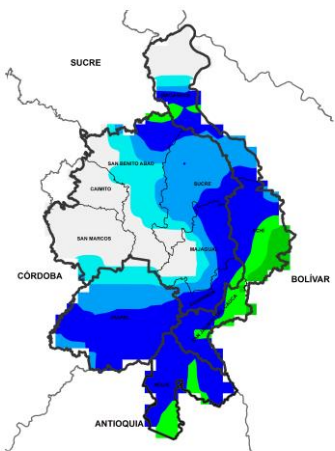 SUCRE
SAN BENITO ABAD
CAIMITO
SUCRE
SAN MARCOS
MAJAGUAL
CÓRDOBA
BOLÍVAR
ANTIOQUIA